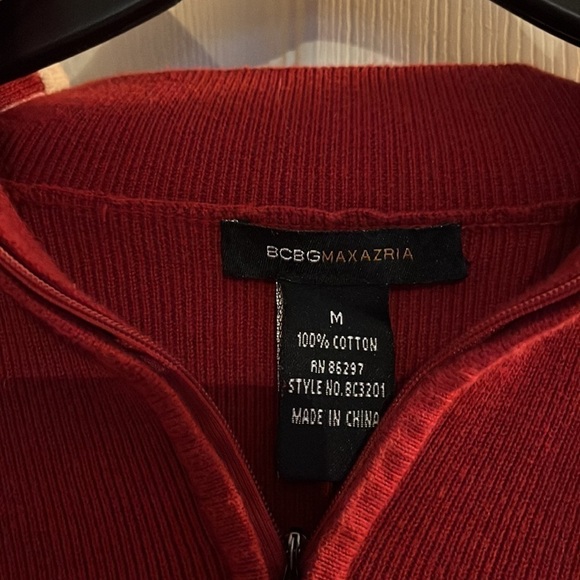 BCBGMAXAZRIA
M
100% COTTON
RN 86297
STYLE NO. BC3201
MADE IN CHINA